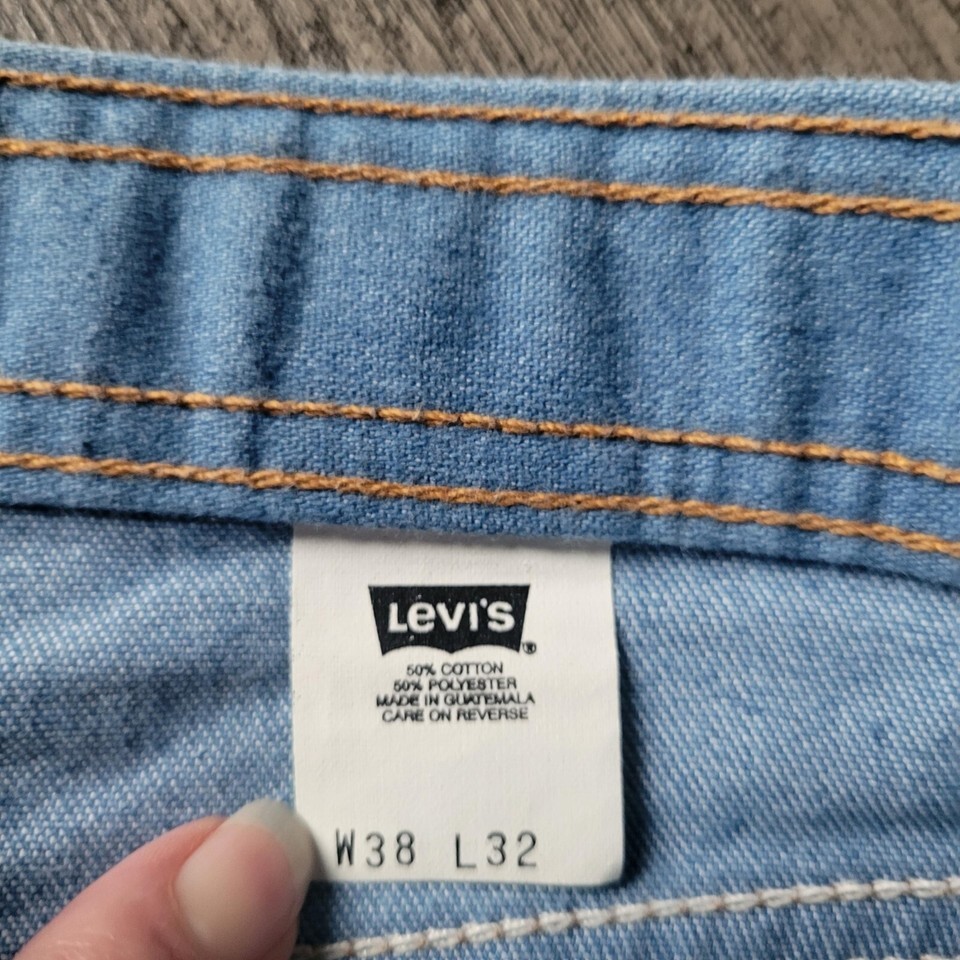 LEVI'S®
50% COTTON
50% POLYESTER
MADE IN GUATEMALA
CARE ON REVERSE
W38 L32